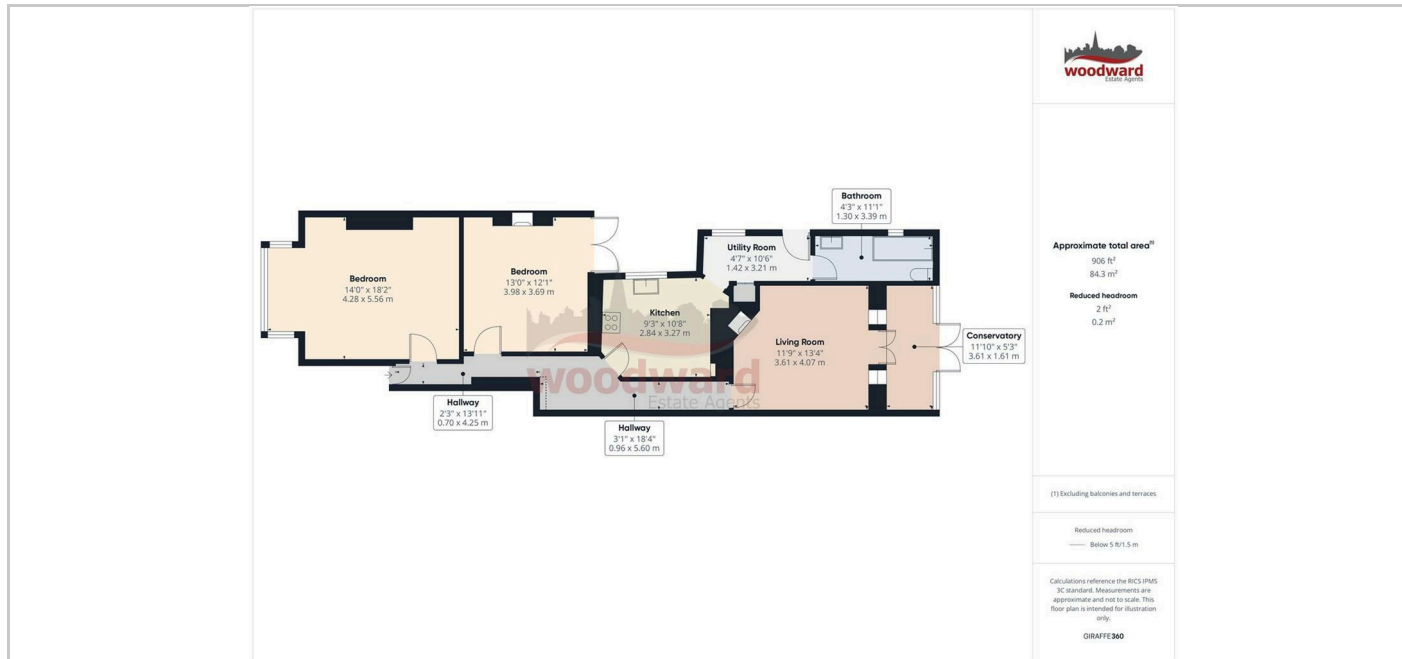 Bedroom
14'0" x 18'2"
4.28 x 5.56 m
Bedroom
13'0" x 12'1"
3.98 x 3.69 m
Kitchen
9'3" x 10'8"
2.84 x 3.27 m
Utility Room
4'7" x 10'6"
1.42 x 3.21 m
Bathroom
4'3" x 11'1"
1.30 x 3.39 m
Living Room
11'9" x 13'4"
3.61 x 4.07 m
Conservatory
11'10" x 5'3"
3.61 x 1.61 m
Hallway
2'3" x 13'11"
0.70 x 4.25 m
Hallway
3'1" x 18'4"
0.96 x 5.60 m
woodward
Estate Agents
woodward
Estate Agents
Approximate total area(1)
906 ft²
84.3 m²
Reduced headroom
2 ft²
0.2 m²
(1) Excluding balconies and terraces
Reduced headroom
Below 5 ft/1.5 m
Calculations reference the RICS IPMS
3C standard. Measurements are
approximate and not to scale. This
floor plan is intended for illustration
only.
GIRAFFE360